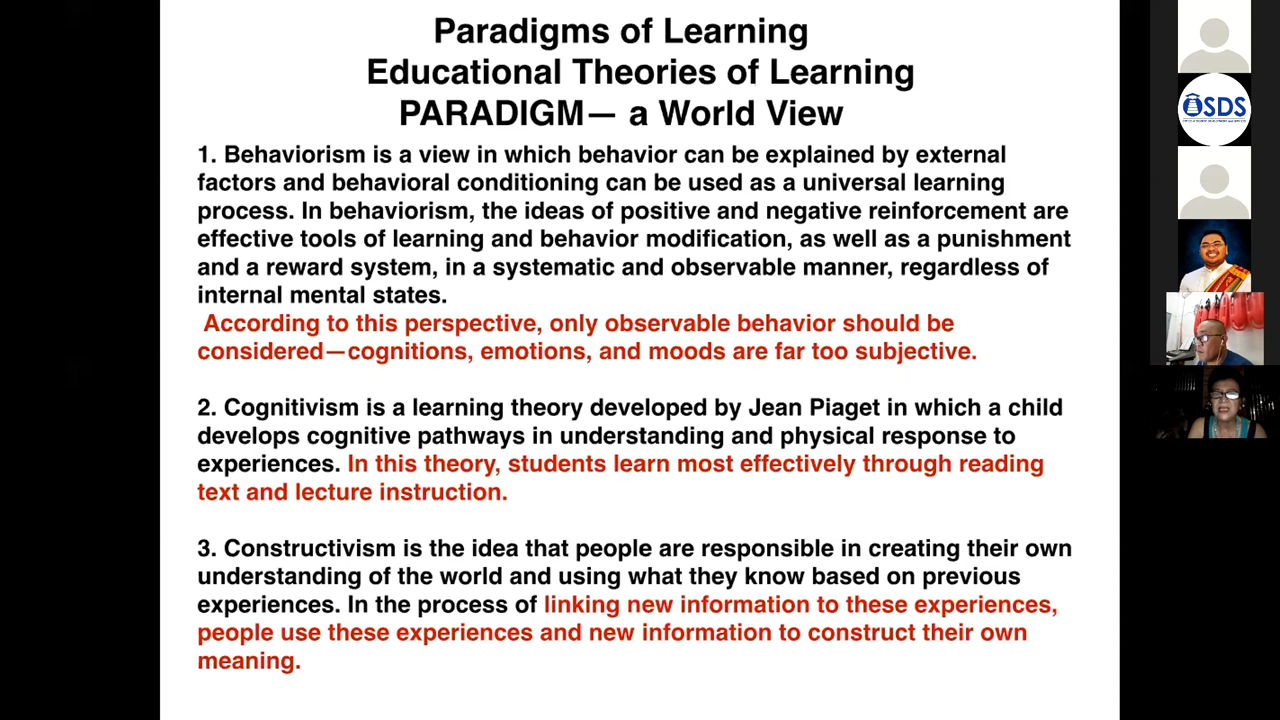 Paradigms of Learning
Educational Theories of Learning
PARADIGM— a World View
1. Behaviorism is a view in which behavior can be explained by external
factors and behavioral conditioning can be used as a universal learning
process. In behaviorism, the ideas of positive and negative reinforcement are
effective tools of learning and behavior modification, as well as a punishment
and a reward system, in a systematic and observable manner, regardless of
internal mental states.
According to this perspective, only observable behavior should be
considered—cognitions, emotions, and moods are far too subjective.
2. Cognitivism is a learning theory developed by Jean Piaget in which a child
develops cognitive pathways in understanding and physical response to
experiences. In this theory, students learn most effectively through reading
text and lecture instruction.
3. Constructivism is the idea that people are responsible in creating their own
understanding of the world and using what they know based on previous
experiences. In the process of linking new information to these experiences,
people use these experiences and new information to construct their own
meaning.
OSDS